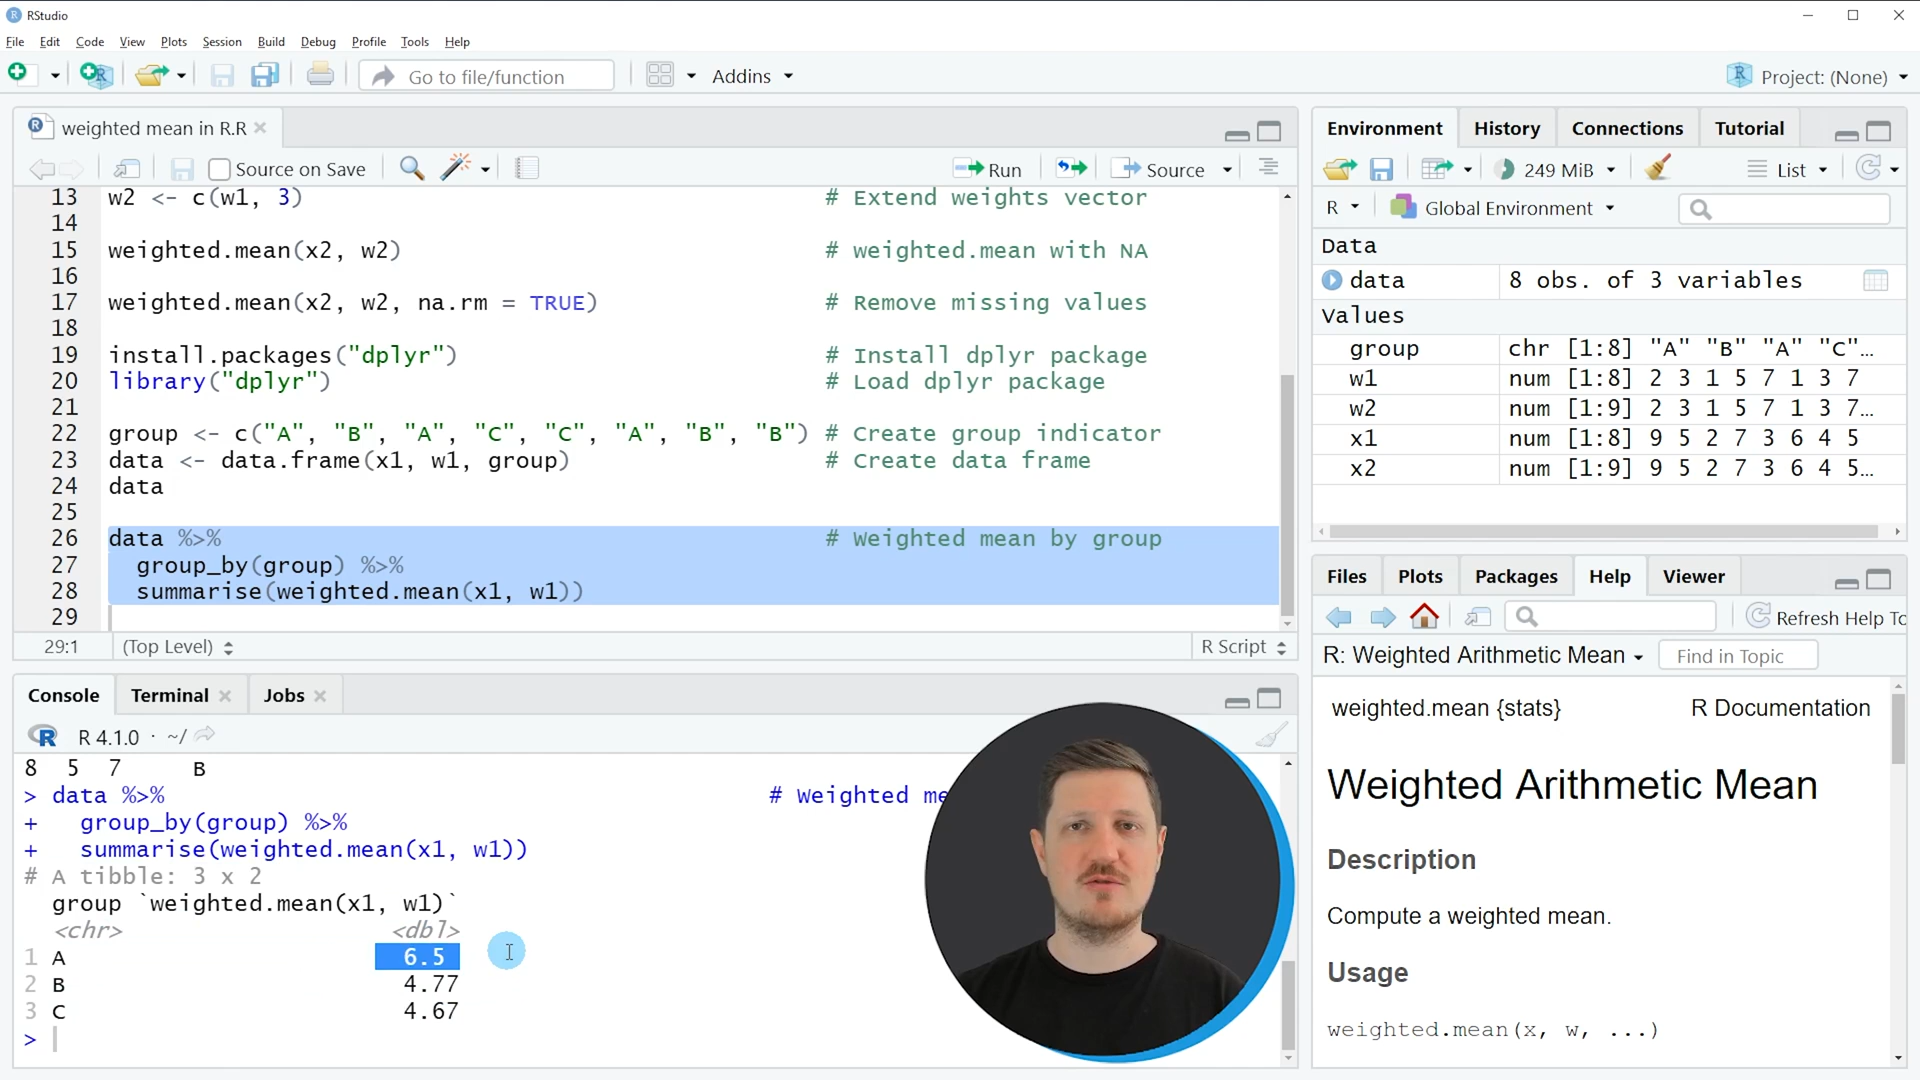 RStudio
File Edit Code View Plots Session Build Debug Profile Tools Help
Go to file/function Addins Project: (None)
weighted mean in R.R
Source on Save Run Source
13 w2 <- c(w1, 3) # Extend weights vector
14
15 weighted.mean(x2, w2) # weighted.mean with NA
16
17 weighted.mean(x2, w2, na.rm = TRUE) # Remove missing values
18
19 install.packages("dplyr") # Install dplyr package
20 library("dplyr") # Load dplyr package
21
22 group <- c("A", "B", "A", "C", "C", "A", "B", "B") # Create group indicator
23 data <- data.frame(x1, w1, group) # Create data frame
24 data
25
26 data %>% # Weighted mean by group
27 group_by(group) %>%
28 summarise(weighted.mean(x1, w1))
29
29:1 (Top Level) R Script
Console Terminal Jobs
R 4.1.0 · ~/
8 5 7 B
> data %>% # Weighted me
+ group_by(group) %>%
+ summarise(weighted.mean(x1, w1))
# A tibble: 3 x 2
group `weighted.mean(x1, w1)`
<chr> <dbl>
1 A 6.5
2 B 4.77
3 C 4.67
>
Environment History Connections Tutorial
249 MiB List
R Global Environment
Data
data 8 obs. of 3 variables
Values
group chr [1:8] "A" "B" "A" "C"…
w1 num [1:8] 2 3 1 5 7 1 3 7
w2 num [1:9] 2 3 1 5 7 1 3 7…
x1 num [1:8] 9 5 2 7 3 6 4 5
x2 num [1:9] 9 5 2 7 3 6 4 5…
Files Plots Packages Help Viewer
Refresh Help To
R: Weighted Arithmetic Mean Find in Topic
weighted.mean {stats} R Documentation
Weighted Arithmetic Mean
Description
Compute a weighted mean.
Usage
weighted.mean(x, w, ...)